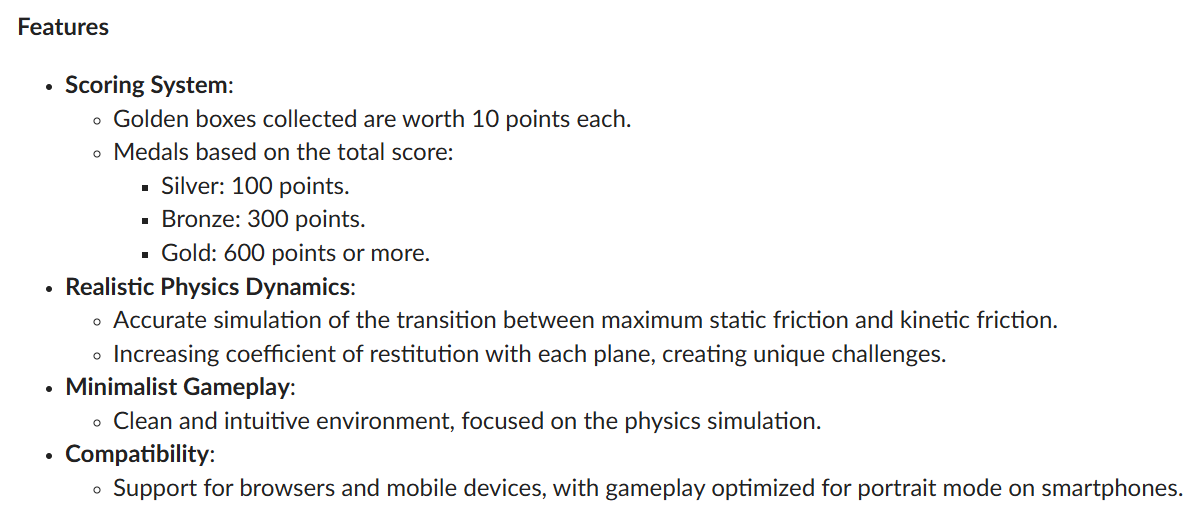 Features
• Scoring System:
◦ Golden boxes collected are worth 10 points each.
◦ Medals based on the total score:
▪ Silver: 100 points.
▪ Bronze: 300 points.
▪ Gold: 600 points or more.
• Realistic Physics Dynamics:
◦ Accurate simulation of the transition between maximum static friction and kinetic friction.
◦ Increasing coefficient of restitution with each plane, creating unique challenges.
• Minimalist Gameplay:
◦ Clean and intuitive environment, focused on the physics simulation.
• Compatibility:
◦ Support for browsers and mobile devices, with gameplay optimized for portrait mode on smartphones.